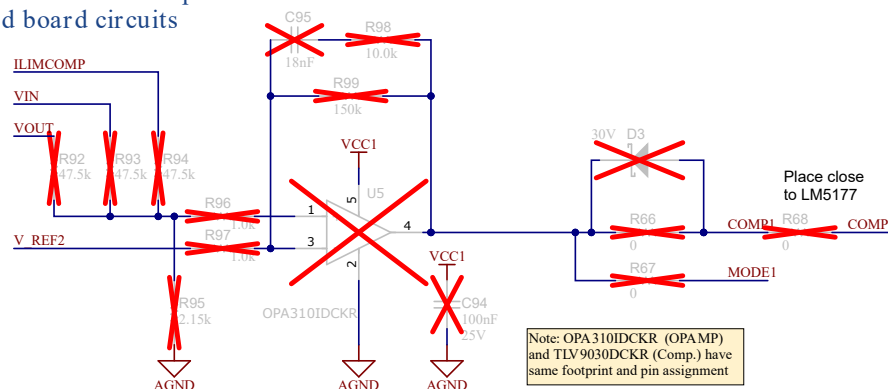 d board circuits
C95
18nF
R98
10.0k
R99
150k
ILIMCOMP
VIN
VOUT
R92
47.5k
R93
47.5k
R94
47.5k
R96
1.0k
R97
1.0k
V_REF2
R95
2.15k
AGND
VCC1
U5
1
3
5
4
2
OPA310IDCKR
AGND
VCC1
C94
100nF
25V
AGND
30V
D3
R66
0
R67
0
COMP1
MODE1
Place close
to LM5177
R68
0
COMP
Note: OPA310IDCKR (OPAMP)
and TLV9030DCKR (Comp.) have
same footprint and pin assignment